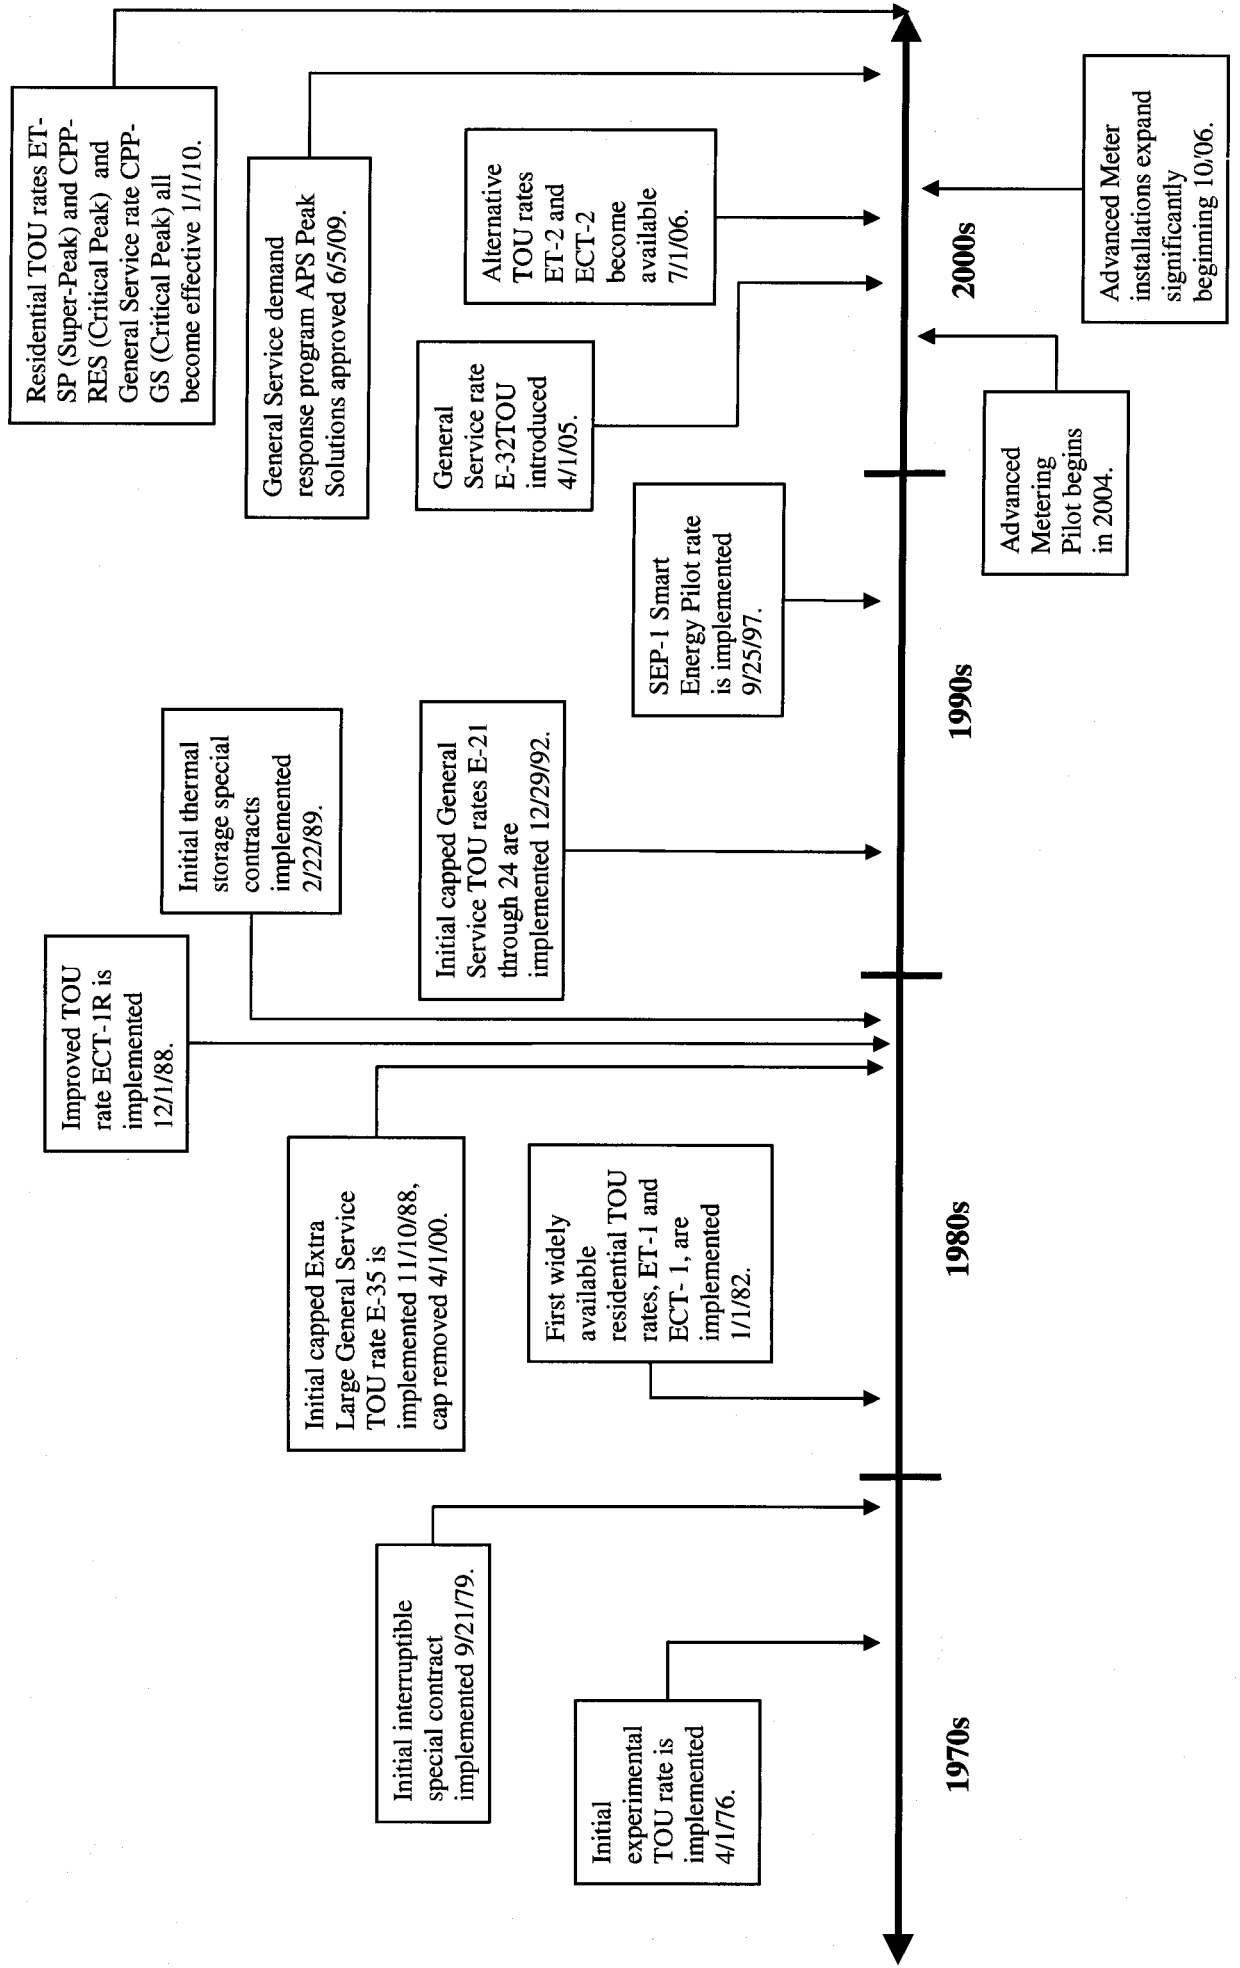 Initial
experimental
TOU rate is
implemented
4/1/76.
Initial interruptible
special contract
implemented 9/21/79.
First widely
available
residential TOU
rates, ET-1 and
ECT- 1, are
implemented
1/1/82.
Initial capped Extra
Large General Service
TOU rate E-35 is
implemented 11/10/88,
cap removed 4/1/00.
Improved TOU
rate ECT-1R is
implemented
12/1/88.
Initial thermal
storage special
contracts
implemented
2/22/89.
Initial capped General
Service TOU rates E-21
through 24 are
implemented 12/29/92.
SEP-1 Smart
Energy Pilot rate
is implemented
9/25/97.
General
Service rate
E-32TOU
introduced
4/1/05.
Alternative
TOU rates
ET-2 and
ECT-2
become
available
7/1/06.
General Service demand
response program APS Peak
Solutions approved 6/5/09.
Residential TOU rates ET-
SP (Super-Peak) and CPP-
RES (Critical Peak) and
General Service rate CPP-
GS (Critical Peak) all
become effective 1/1/10.
1970s
1980s
1990s
2000s
Advanced
Metering
Pilot begins
in 2004.
Advanced Meter
installations expand
significantly
beginning 10/06.